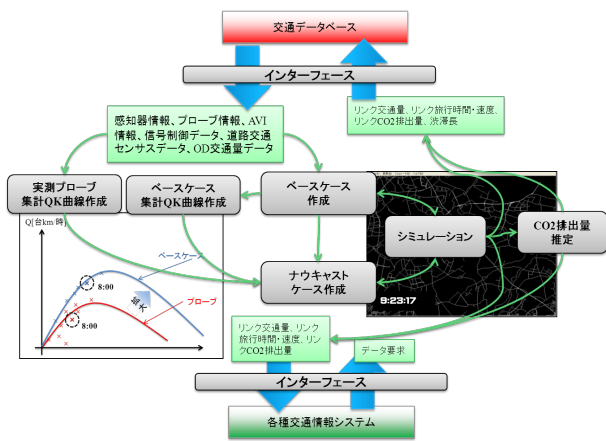 交通データベース
インターフェース
感知器情報、プローブ情報、AVI
情報、信号制御データ、道路交通
センサスデータ、OD交通量データ
リンク交通量、リンク旅行時間・速度、
リンクCO2排出量、渋滞長
実測プローブ
集計QK曲線作成
ベースケース
集計QK曲線作成
ベースケース
作成
シミュレーション
CO2排出量
推定
ナウキャスト
ケース作成
9:23:17
Q[台km/時]
ベースケース
8:00
拡大
プローブ
8:00
リンク交通量、リンク
旅行時間・速度、リン
クCO2排出量
データ要求
インターフェース
各種交通情報システム